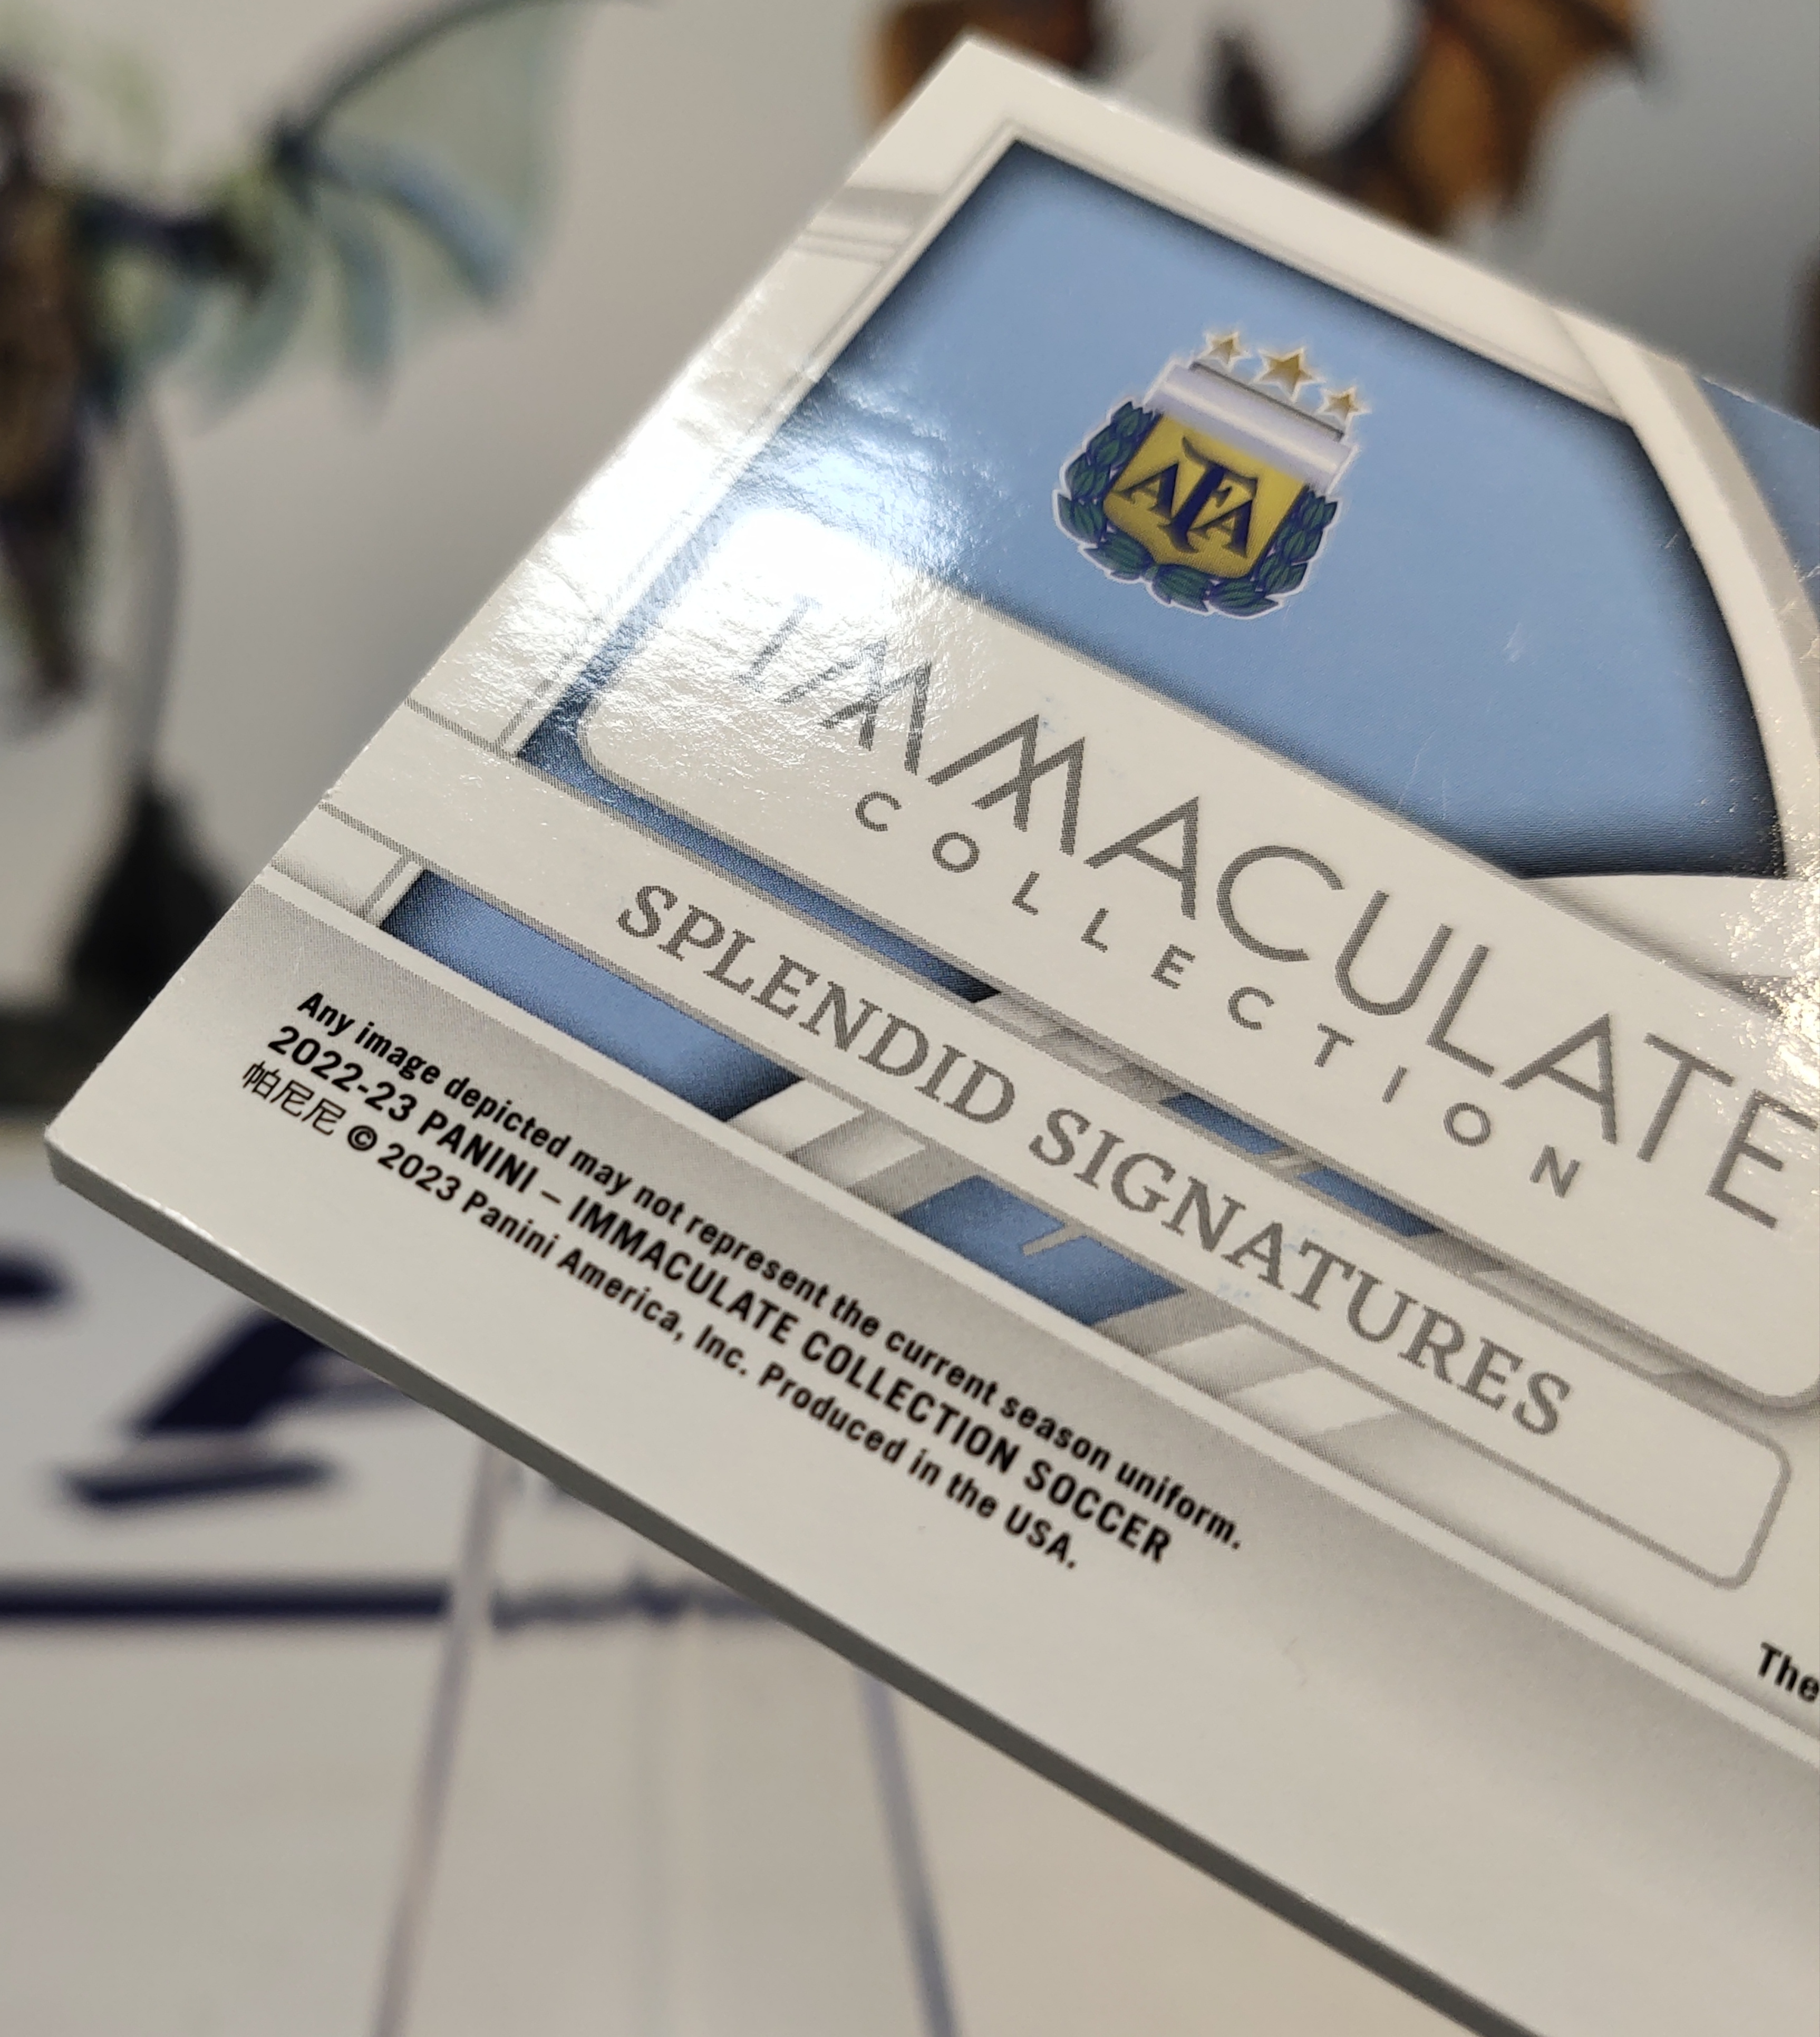 AFA
IMMACULATE
COLLECTION
SPLENDID SIGNATURES
Any image depicted may not represent the current season uniform.
2022-23 PANINI – IMMACULATE COLLECTION SOCCER
帕尼尼 © 2023 Panini America, Inc. Produced in the USA.
The